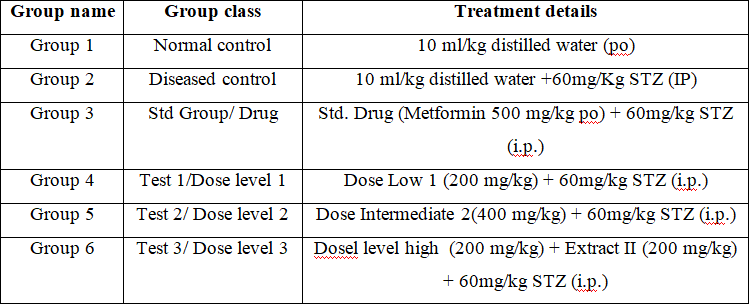 Group name Group class Treatment details
Group 1 Normal control 10 ml/kg distilled water (po)
Group 2 Diseased control 10 ml/kg distilled water +60mg/Kg STZ (IP)
Group 3 Std Group/ Drug Std. Drug (Metformin 500 mg/kg po) + 60mg/kg STZ
(i.p.)
Group 4 Test 1/Dose level 1 Dose Low 1 (200 mg/kg) + 60mg/kg STZ (i.p.)
Group 5 Test 2/ Dose level 2 Dose Intermediate 2(400 mg/kg) + 60mg/kg STZ (i.p.)
Group 6 Test 3/ Dose level 3 Dosel level high (200 mg/kg) + Extract II (200 mg/kg)
+ 60mg/kg STZ (i.p.)